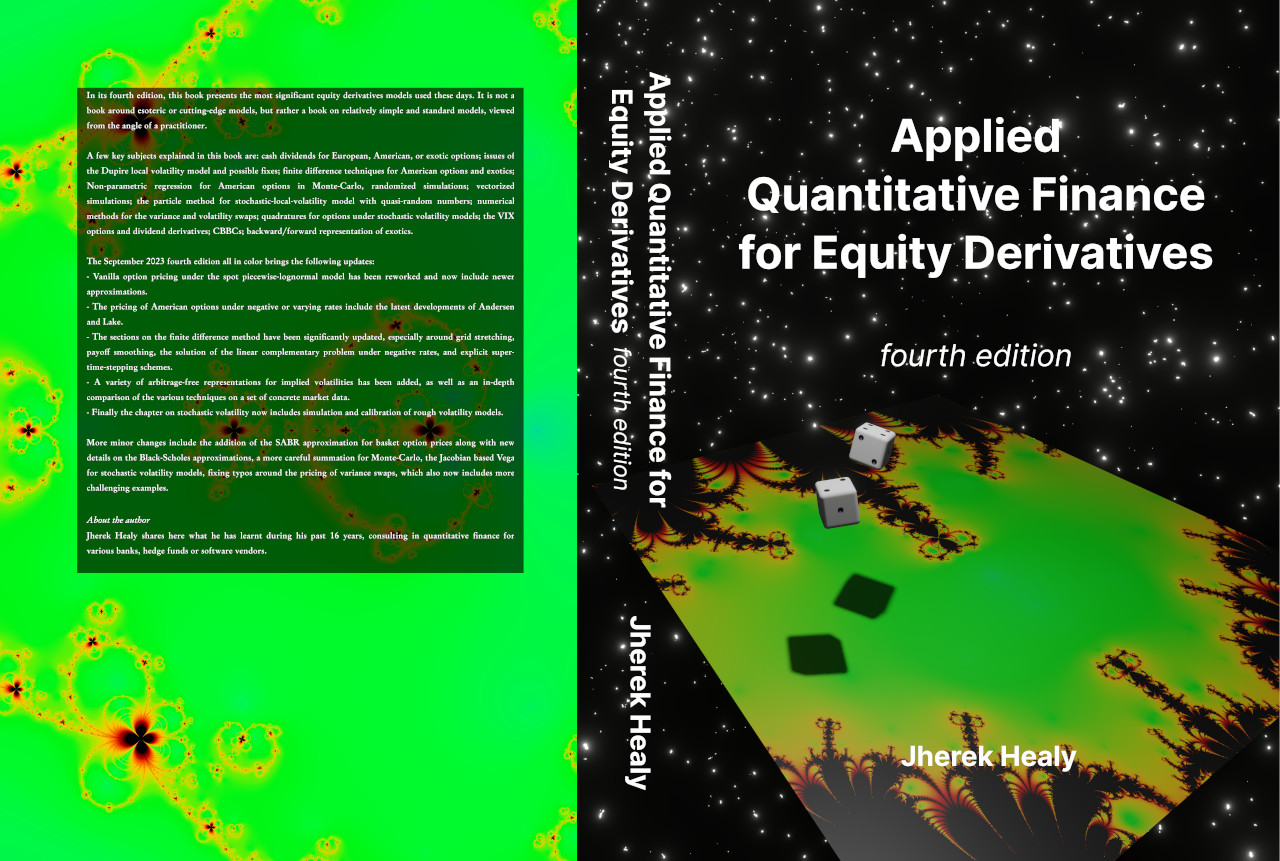 In its fourth edition, this book presents the most significant equity derivatives models used these days. It is not a
book around esoteric or cutting-edge models, but rather a book on relatively simple and standard models, viewed
from the angle of a practitioner.
A few key subjects explained in this book are: cash dividends for European, American, or exotic options; issues of
the Dupire local volatility model and possible fixes; finite difference techniques for American options and exotics;
Non-parametric regression for American options in Monte-Carlo, randomized simulations; vectorized
simulations; the particle method for stochastic-local-volatility model with quasi-random numbers; numerical
methods for the variance and volatility swaps; quadratures for options under stochastic volatility models; the VIX
options and dividend derivatives; CBBCs; backward/forward representation of exotics.
The September 2023 fourth edition all in color brings the following updates:
- Vanilla option pricing under the spot piecewise-lognormal model has been reworked and now include newer
approximations.
- The pricing of American options under negative or varying rates include the latest developments of Andersen
and Lake.
- The sections on the finite difference method have been significantly updated, especially around grid stretching,
payoff smoothing, the solution of the linear complementary problem under negative rates, and explicit super-
time-stepping schemes.
- A variety of arbitrage-free representations for implied volatilities has been added, as well as an in-depth
comparison of the various techniques on a set of concrete market data.
- Finally the chapter on stochastic volatility now includes simulation and calibration of rough volatility models.
More minor changes include the addition of the SABR approximation for basket option prices along with new
details on the Black-Scholes approximations, a more careful summation for Monte-Carlo, the Jacobian based Vega
for stochastic volatility models, fixing typos around the pricing of variance swaps, which also now includes more
challenging examples.
About the author
Jherek Healy shares here what he has learnt during his past 16 years, consulting in quantitative finance for
various banks, hedge funds or software vendors.
Applied Quantitative Finance for
Equity Derivatives fourth edition
Jherek Healy
Applied
Quantitative Finance
for Equity Derivatives
fourth edition
Jherek Healy